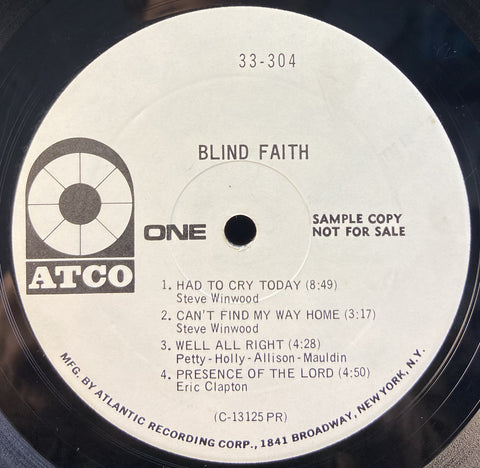 33-304
BLIND FAITH
ONE
SAMPLE COPY
NOT FOR SALE
ATCO
1. HAD TO CRY TODAY (8:49)
Steve Winwood
2. CAN'T FIND MY WAY HOME (3:17)
Steve Winwood
3. WELL ALL RIGHT (4:28)
Petty-Holly-Allison-Mauldin
4. PRESENCE OF THE LORD (4:50)
Eric Clapton
(C-13125 PR)
MFG. BY ATLANTIC RECORDING CORP., 1841 BROADWAY, NEW YORK, N.Y.